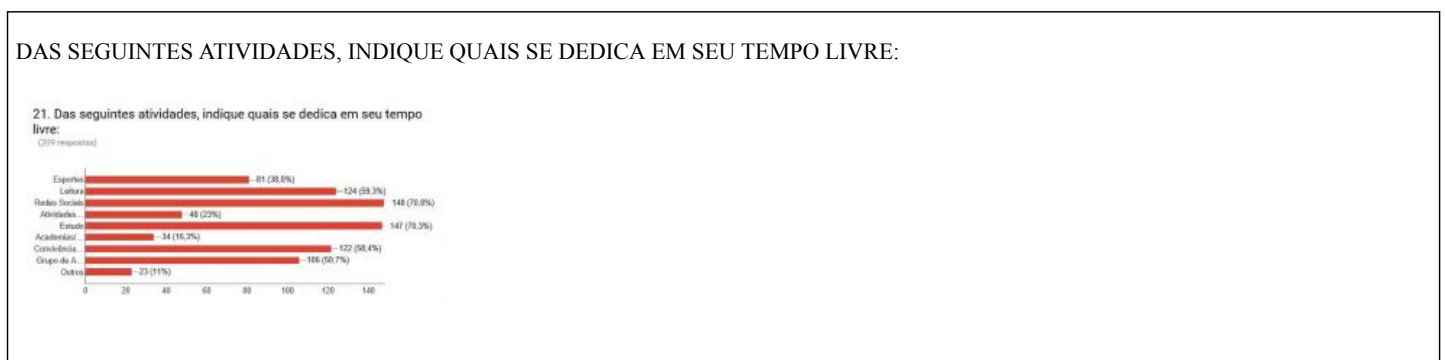 DAS SEGUINTES ATIVIDADES, INDIQUE QUAIS SE DEDICA EM SEU TEMPO LIVRE:
21. Das seguintes atividades, indique quais se dedica em seu tempo
livre:
(209 respostas)
Esportes 81 (38,8%)
Leitura 124 (59,3%)
Redes Sociais 148 (70,8%)
Atividades... 48 (23%)
Estudo 147 (70,3%)
Academias/... 34 (16,3%)
Convivência... 122 (58,4%)
Grupo de A... 106 (50,7%)
Outros 23 (11%)
0 20 40 60 80 100 120 140